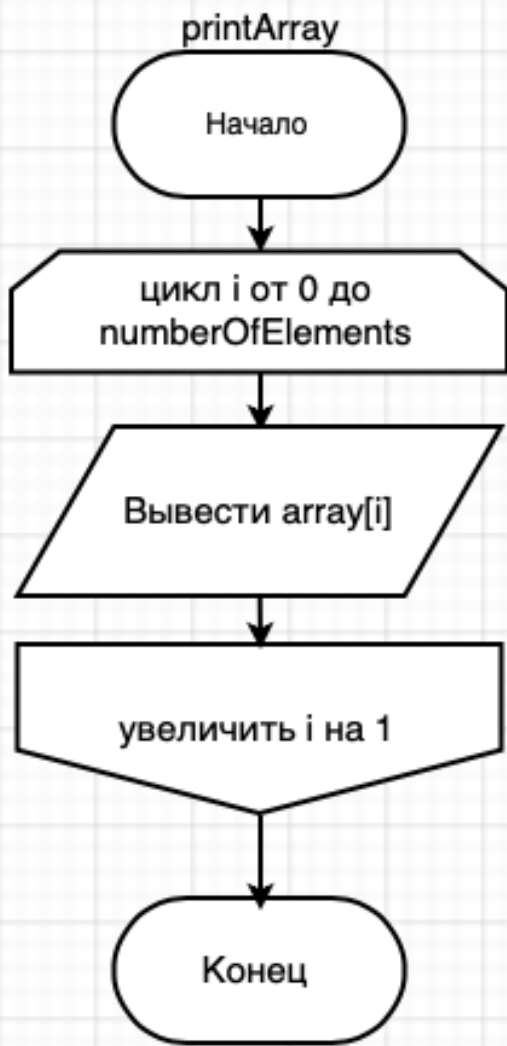 printArray
Начало
цикл i от 0 до
numberOfElements
Вывести array[i]
увеличить i на 1
Конец